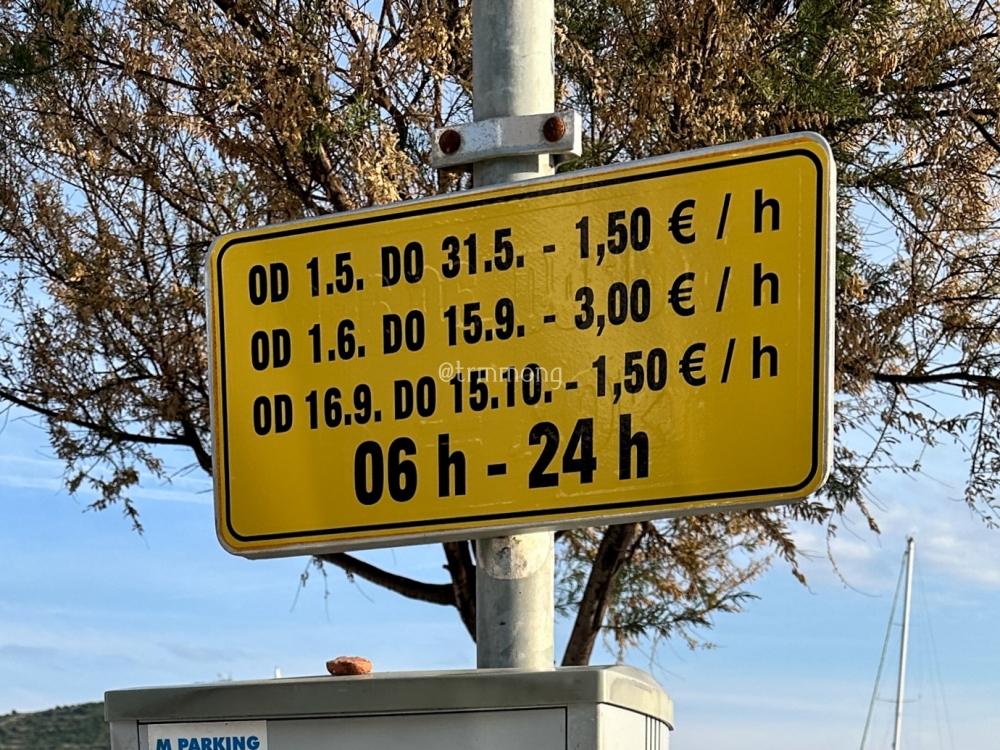 OD 1.5. DO 31.5. - 1,50 € / h
OD 1.6. DO 15.9. - 3,00 € / h
OD 16.9. DO 15.10. - 1,50 € / h
06 h - 24 h
@trmmong
M PARKING